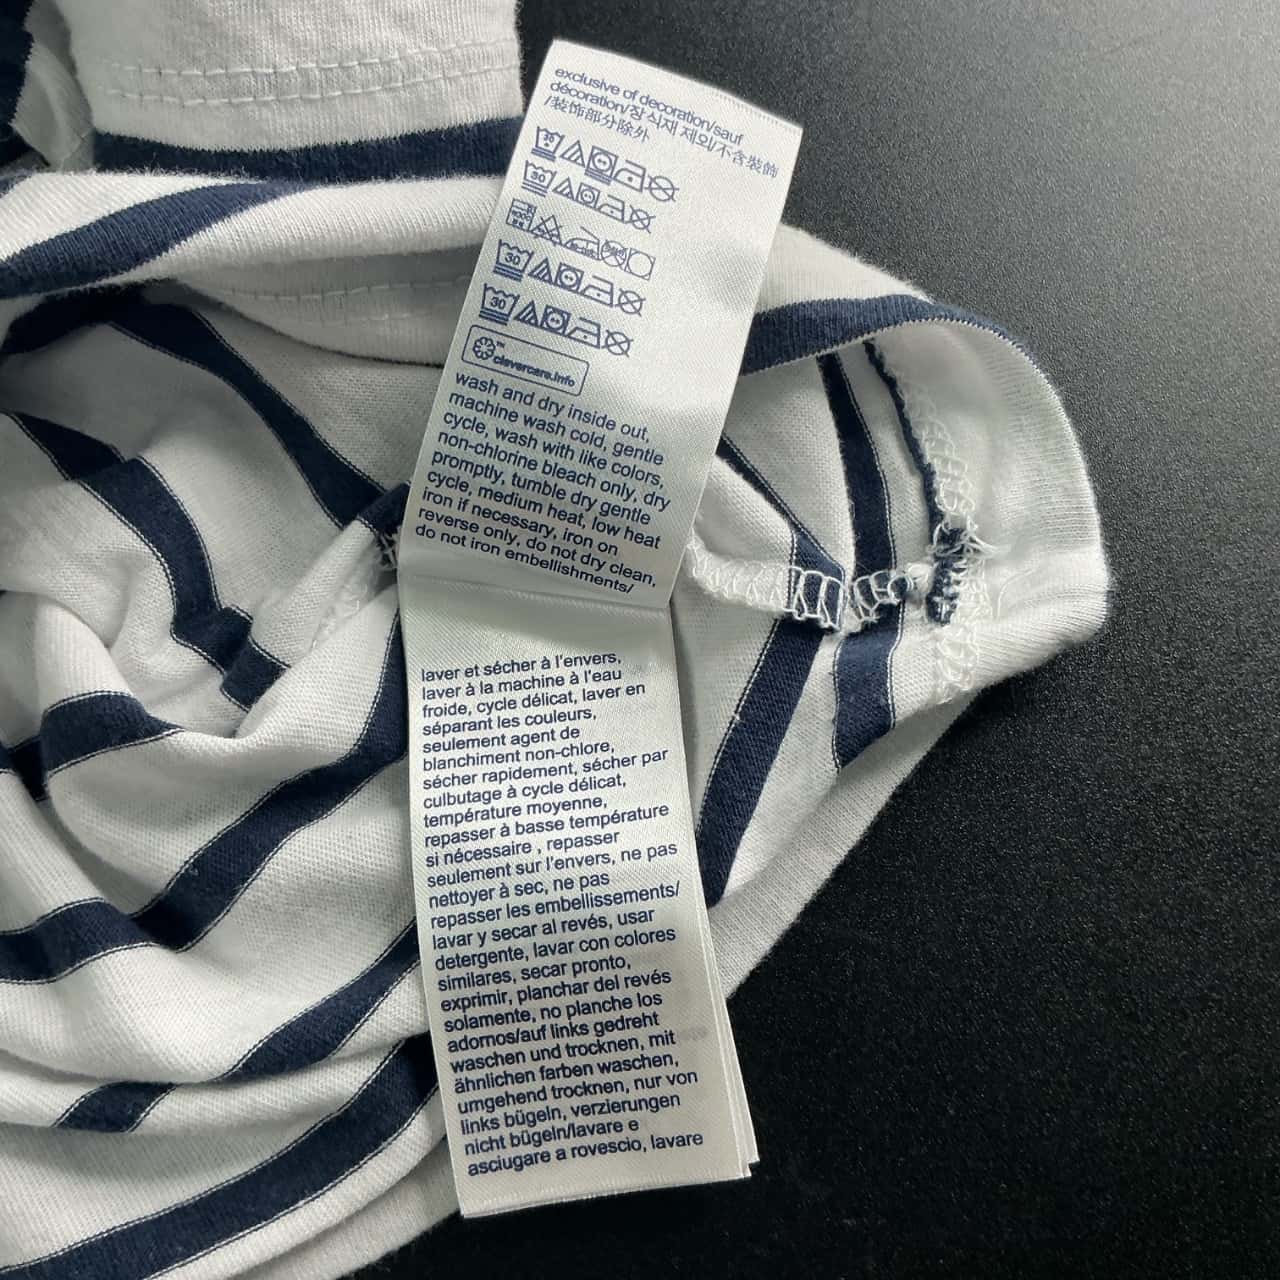 exclusive of decoration/sauf
décoration/장식재 제외/不含裝飾
/装饰部分除外
30
30
30
30
clevercare.info
wash and dry inside out,
machine wash cold, gentle
cycle, wash with like colors,
non-chlorine bleach only, dry
promptly, tumble dry gentle
cycle, medium heat, low heat
iron if necessary, iron on
reverse only, do not dry clean,
do not iron embellishments/
laver et sécher à l'envers,
laver à la machine à l'eau
froide, cycle délicat, laver en
séparant les couleurs,
seulement agent de
blanchiment non-chlore,
sécher rapidement, sécher par
culbutage à cycle délicat,
température moyenne,
repasser à basse température
si nécessaire , repasser
seulement sur l'envers, ne pas
nettoyer à sec, ne pas
repasser les embellissements/
lavar y secar al revés, usar
detergente, lavar con colores
similares, secar pronto,
exprimir, planchar del revés
solamente, no planche los
adornos/auf links gedreht
waschen und trocknen, mit
ähnlichen farben waschen,
umgehend trocknen, nur von
links bügeln, verzierungen
nicht bügeln/lavare e
asciugare a rovescio, lavare